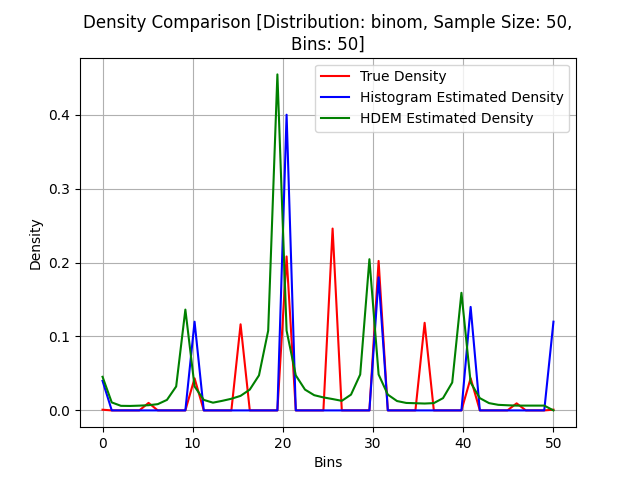 Density Comparison [Distribution: binom, Sample Size: 50,
Bins: 50]
True Density
Histogram Estimated Density
HDEM Estimated Density
Density
0.4
0.3
0.2
0.1
0.0
0 10 20 30 40 50
Bins